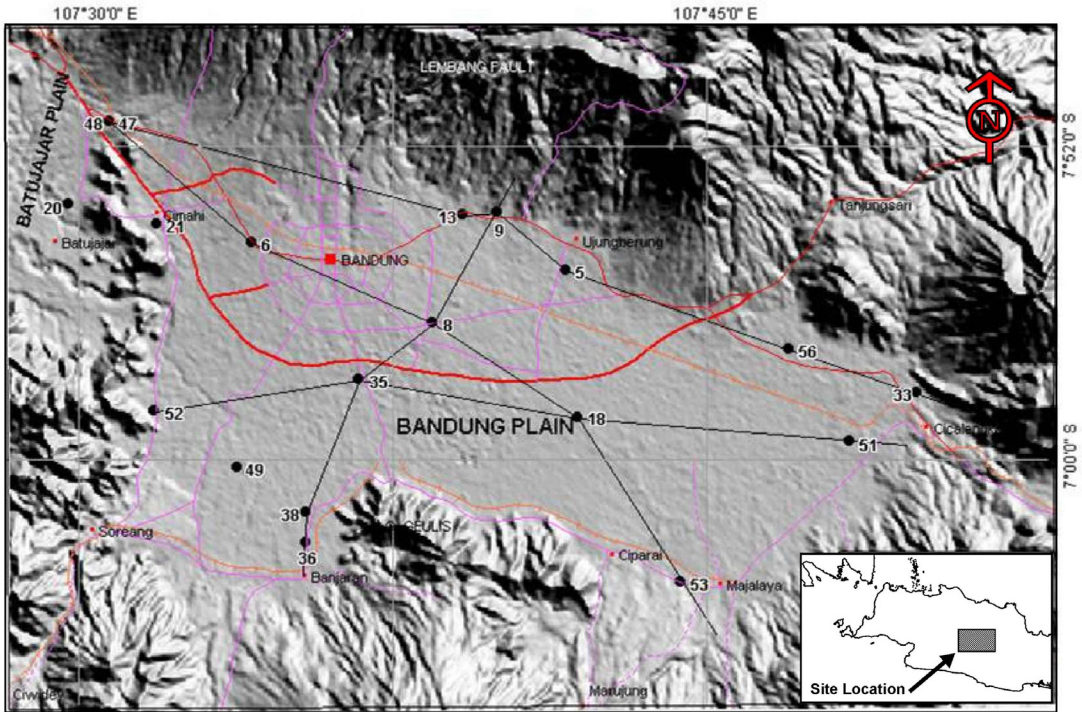 107°30'0" E
107°45'0" E
LEMBANG FAULT
BATUJAJAR PLAIN
N
7°52'0" S
48
47
20
21
Cimahi
Batujajar
6
BANDUNG
13
9
Ujungberung
5
Tanjungsari
8
56
35
33
52
18
BANDUNG PLAIN
51
Cicalengka
7°00'0" S
49
38
Soreang
36
Banjaran
Ciparai
53
Majalaya
Ciwidey
Marujung
Site Location